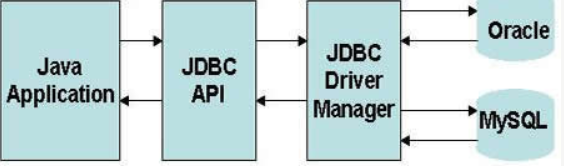 Java
Application
JDBC
API
JDBC
Driver
Manager
Oracle
MySQL